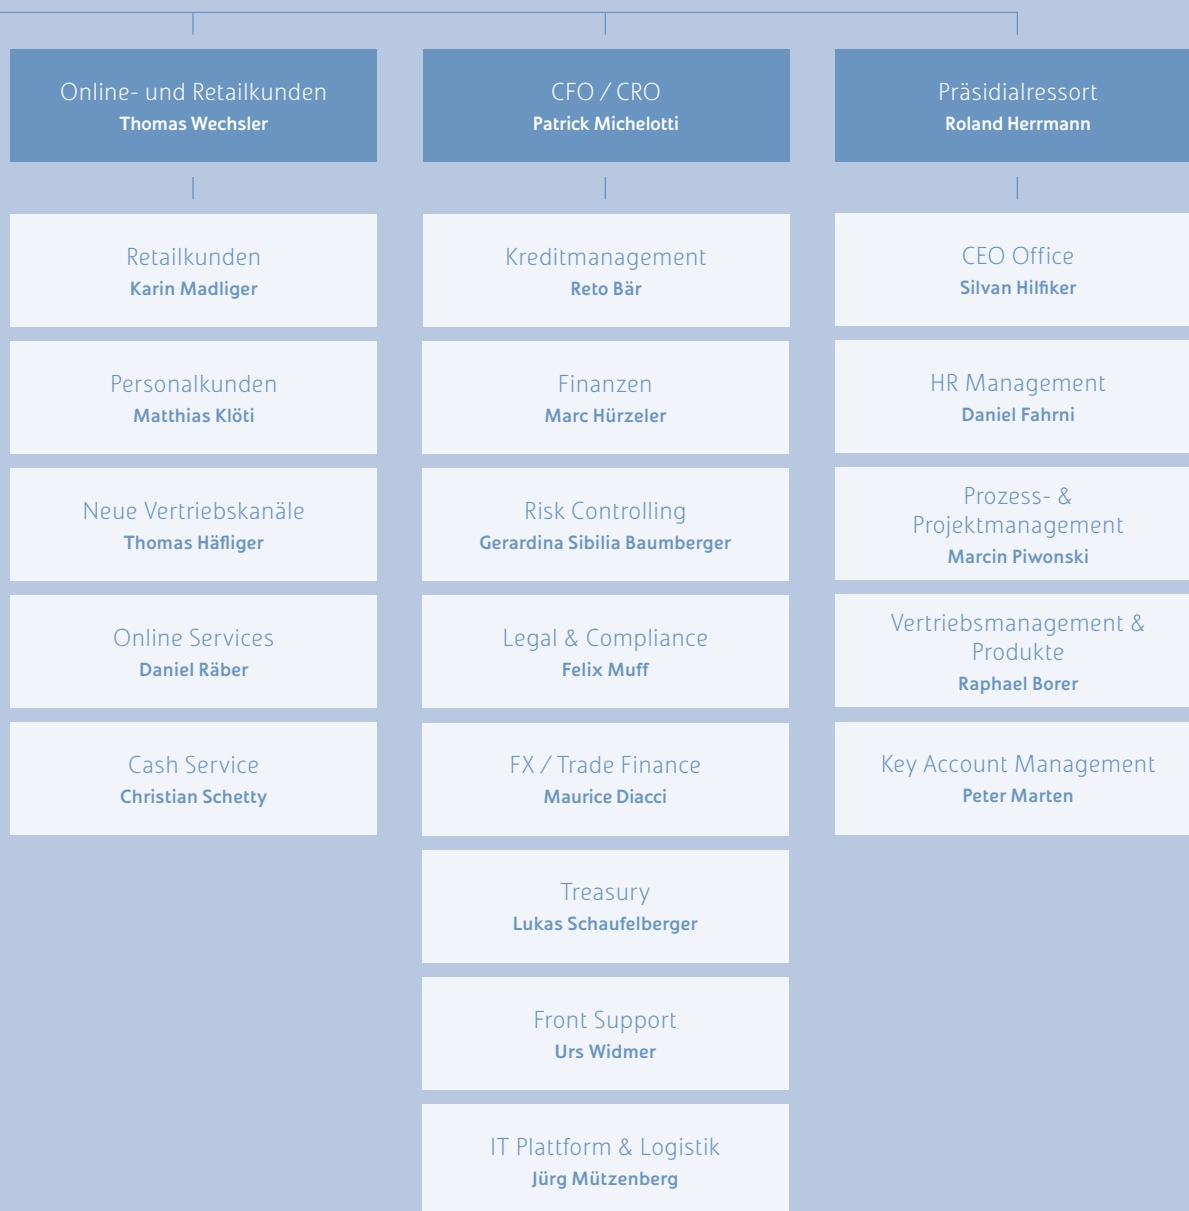 Online- und Retailkunden
Thomas Wechsler
Retailkunden
Karin Madliger
Personalkunden
Matthias Klöti
Neue Vertriebskanäle
Thomas Häfliger
Online Services
Daniel Räber
Cash Service
Christian Schetty
CFO / CRO
Patrick Michelotti
Kreditmanagement
Reto Bär
Finanzen
Marc Hürzeler
Risk Controlling
Gerardina Sibilia Baumberger
Legal & Compliance
Felix Muff
FX / Trade Finance
Maurice Diacci
Treasury
Lukas Schaufelberger
Front Support
Urs Widmer
IT Plattform & Logistik
Jürg Mützenberg
Präsidialressort
Roland Herrmann
CEO Office
Silvan Hilfiker
HR Management
Daniel Fahrni
Prozess- &
Projektmanagement
Marcin Piwonski
Vertriebsmanagement &
Produkte
Raphael Borer
Key Account Management
Peter Marten